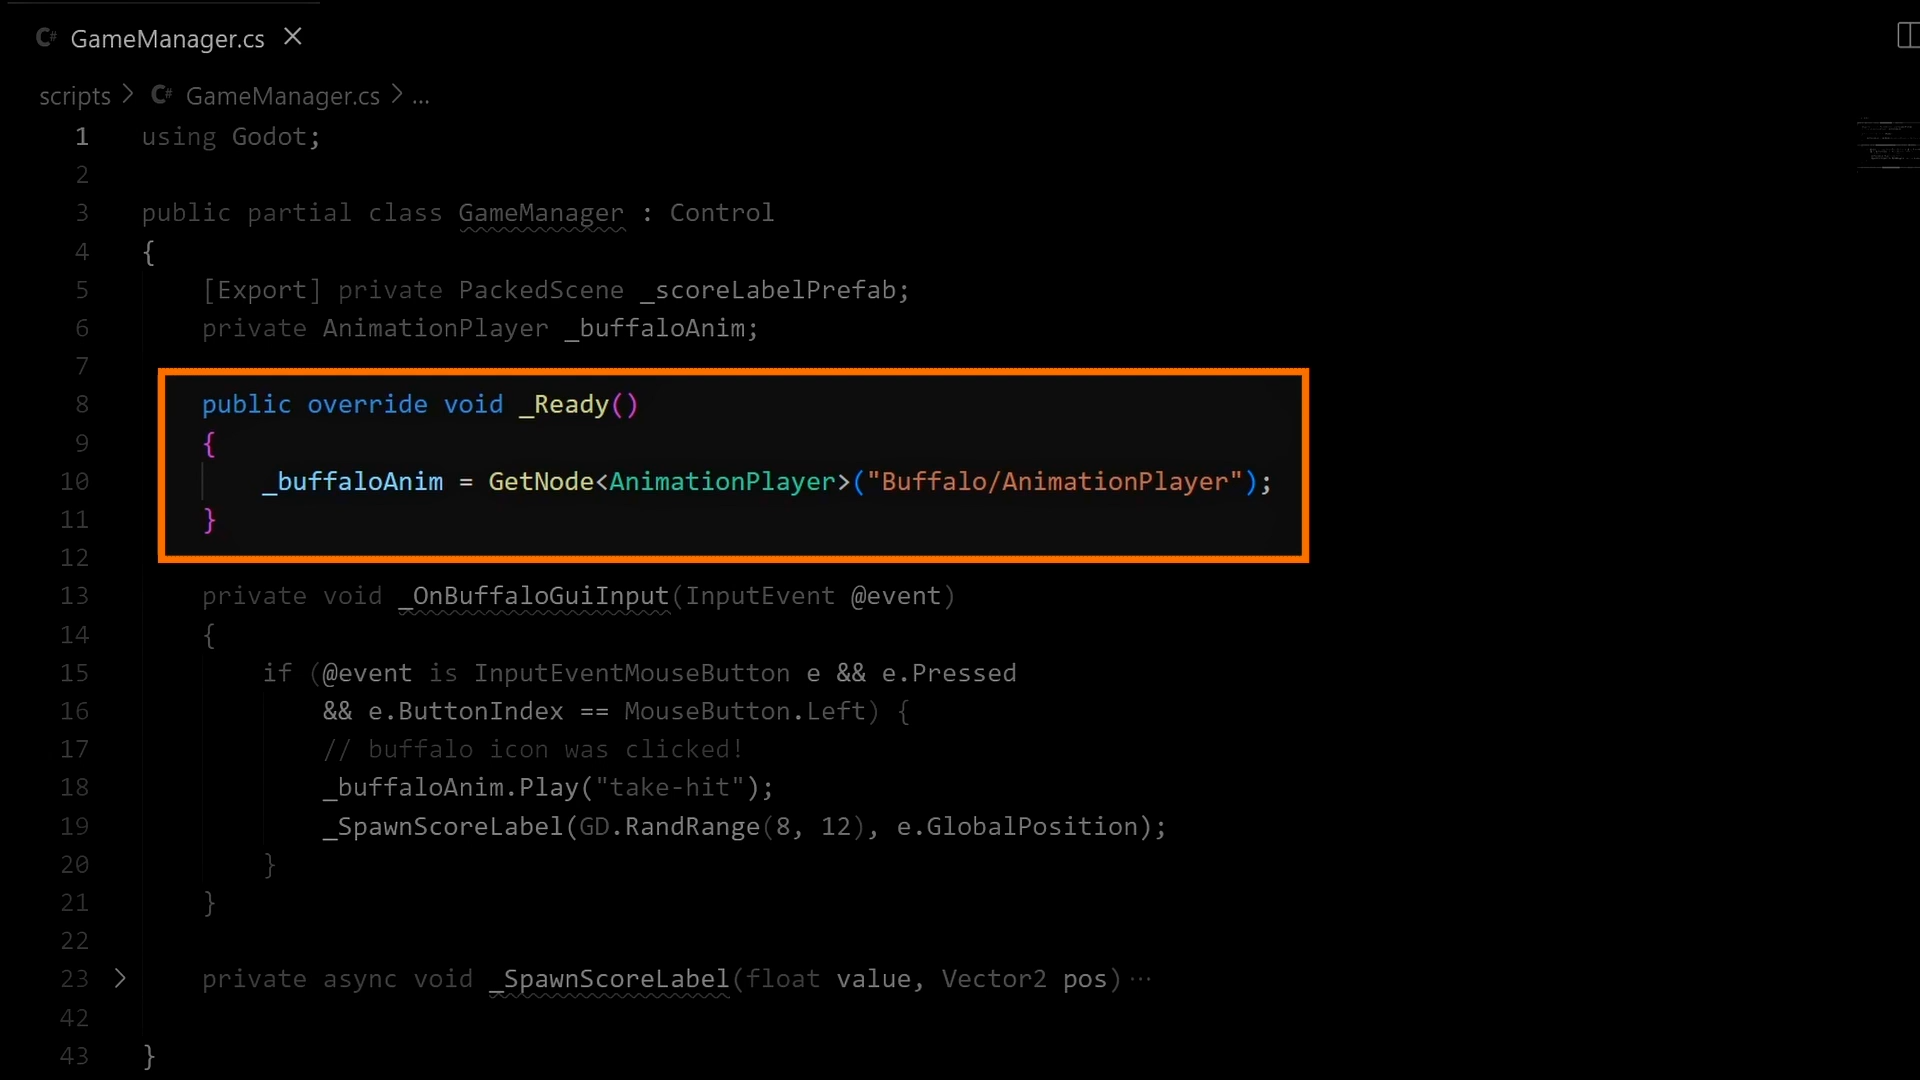 C# GameManager.cs ×
scripts > C# GameManager.cs > ...
1 using Godot;
2
3 public partial class GameManager : Control
4 {
5 [Export] private PackedScene _scoreLabelPrefab;
6 private AnimationPlayer _buffaloAnim;
7
8 public override void _Ready()
9 {
10 _buffaloAnim = GetNode<AnimationPlayer>("Buffalo/AnimationPlayer");
11 }
12
13 private void _OnBuffaloGuiInput(InputEvent @event)
14 {
15 if (@event is InputEventMouseButton e && e.Pressed
16 && e.ButtonIndex == MouseButton.Left) {
17 // buffalo icon was clicked!
18 _buffaloAnim.Play("take-hit");
19 _SpawnScoreLabel(GD.RandRange(8, 12), e.GlobalPosition);
20 }
21 }
22
23 > private async void _SpawnScoreLabel(float value, Vector2 pos)···
42
43 }